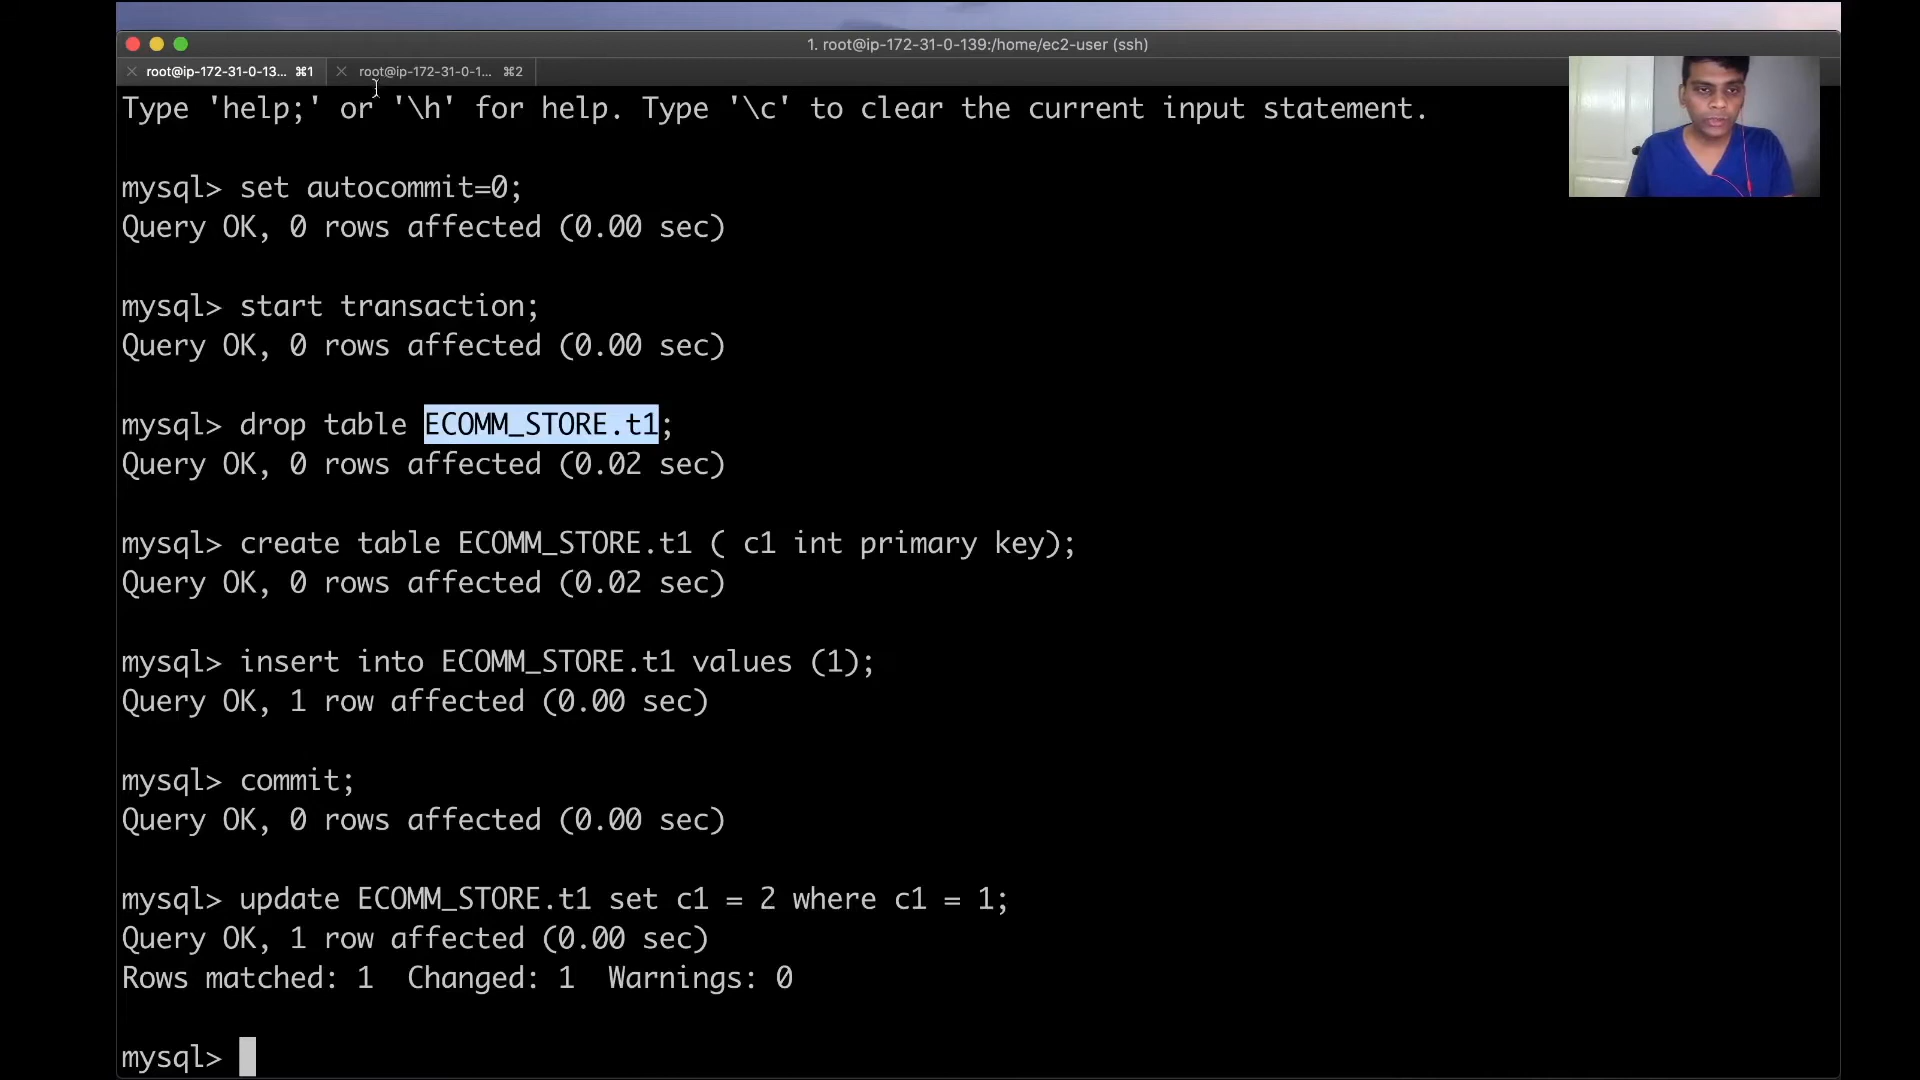 1. root@ip-172-31-0-139:/home/ec2-user (ssh)
root@ip-172-31-0-13... ⌘1 root@ip-172-31-0-1... ⌘2
Type 'help;' or '\h' for help. Type '\c' to clear the current input statement.
mysql> set autocommit=0;
Query OK, 0 rows affected (0.00 sec)
mysql> start transaction;
Query OK, 0 rows affected (0.00 sec)
mysql> drop table ECOMM_STORE.t1;
Query OK, 0 rows affected (0.02 sec)
mysql> create table ECOMM_STORE.t1 ( c1 int primary key);
Query OK, 0 rows affected (0.02 sec)
mysql> insert into ECOMM_STORE.t1 values (1);
Query OK, 1 row affected (0.00 sec)
mysql> commit;
Query OK, 0 rows affected (0.00 sec)
mysql> update ECOMM_STORE.t1 set c1 = 2 where c1 = 1;
Query OK, 1 row affected (0.00 sec)
Rows matched: 1  Changed: 1  Warnings: 0
mysql>